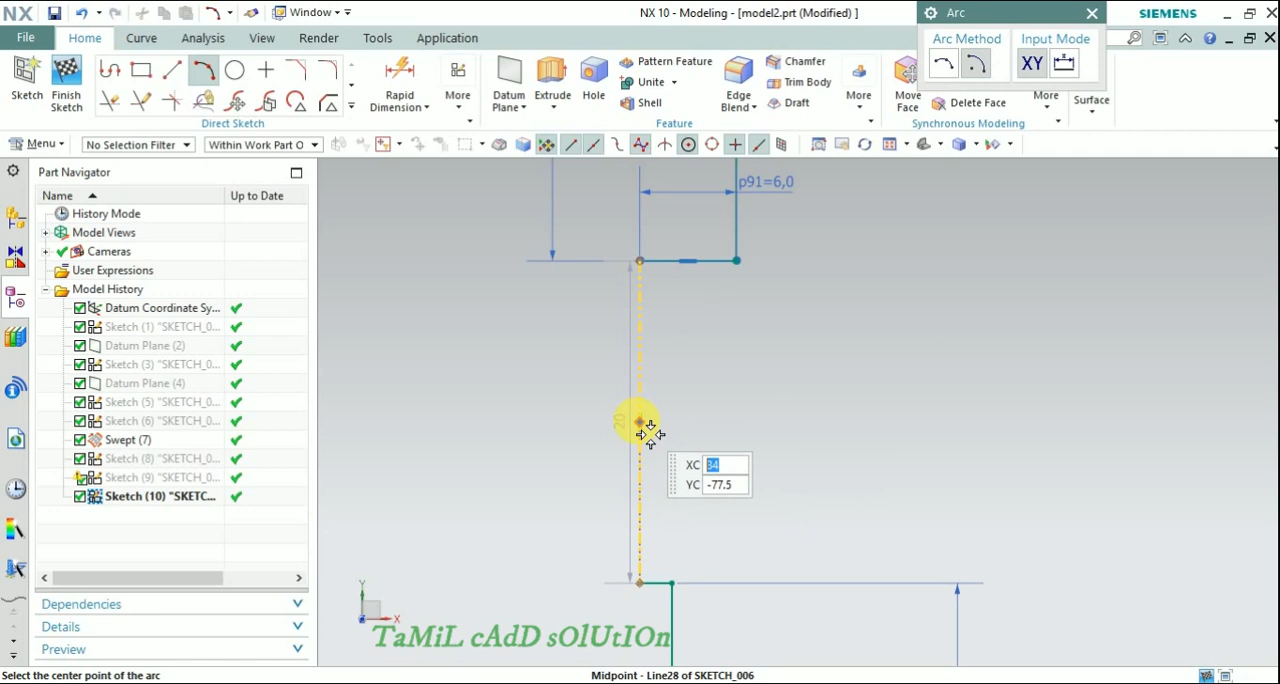 NX
Window
NX 10 - Modeling - [model2.prt (Modified) ]
Arc
SIEMENS
File
Home
Curve
Analysis
View
Render
Tools
Application
Arc Method
Input Mode
XY
Sketch
Finish
Sketch
Rapid
Dimension
More
Datum
Plane
Extrude
Hole
Pattern Feature
Unite
Shell
Edge
Blend
Chamfer
Trim Body
Draft
More
Move
Face
Delete Face
More
Surface
Direct Sketch
Feature
Synchronous Modeling
Menu
No Selection Filter
Within Work Part O
Part Navigator
Name
Up to Date
History Mode
Model Views
Cameras
User Expressions
Model History
Datum Coordinate Sy...
Sketch (1) "SKETCH_0...
Datum Plane (2)
Sketch (3) "SKETCH_0...
Datum Plane (4)
Sketch (5) "SKETCH_0...
Sketch (6) "SKETCH_0...
Swept (7)
Sketch (8) "SKETCH_0...
Sketch (9) "SKETCH_0...
Sketch (10) "SKETC...
Dependencies
Details
Preview
p91=6,0
20
XC 34
YC -77.5
Y
X
TaMiL cAdD sOlUtIOn
Select the center point of the arc
Midpoint - Line28 of SKETCH_006